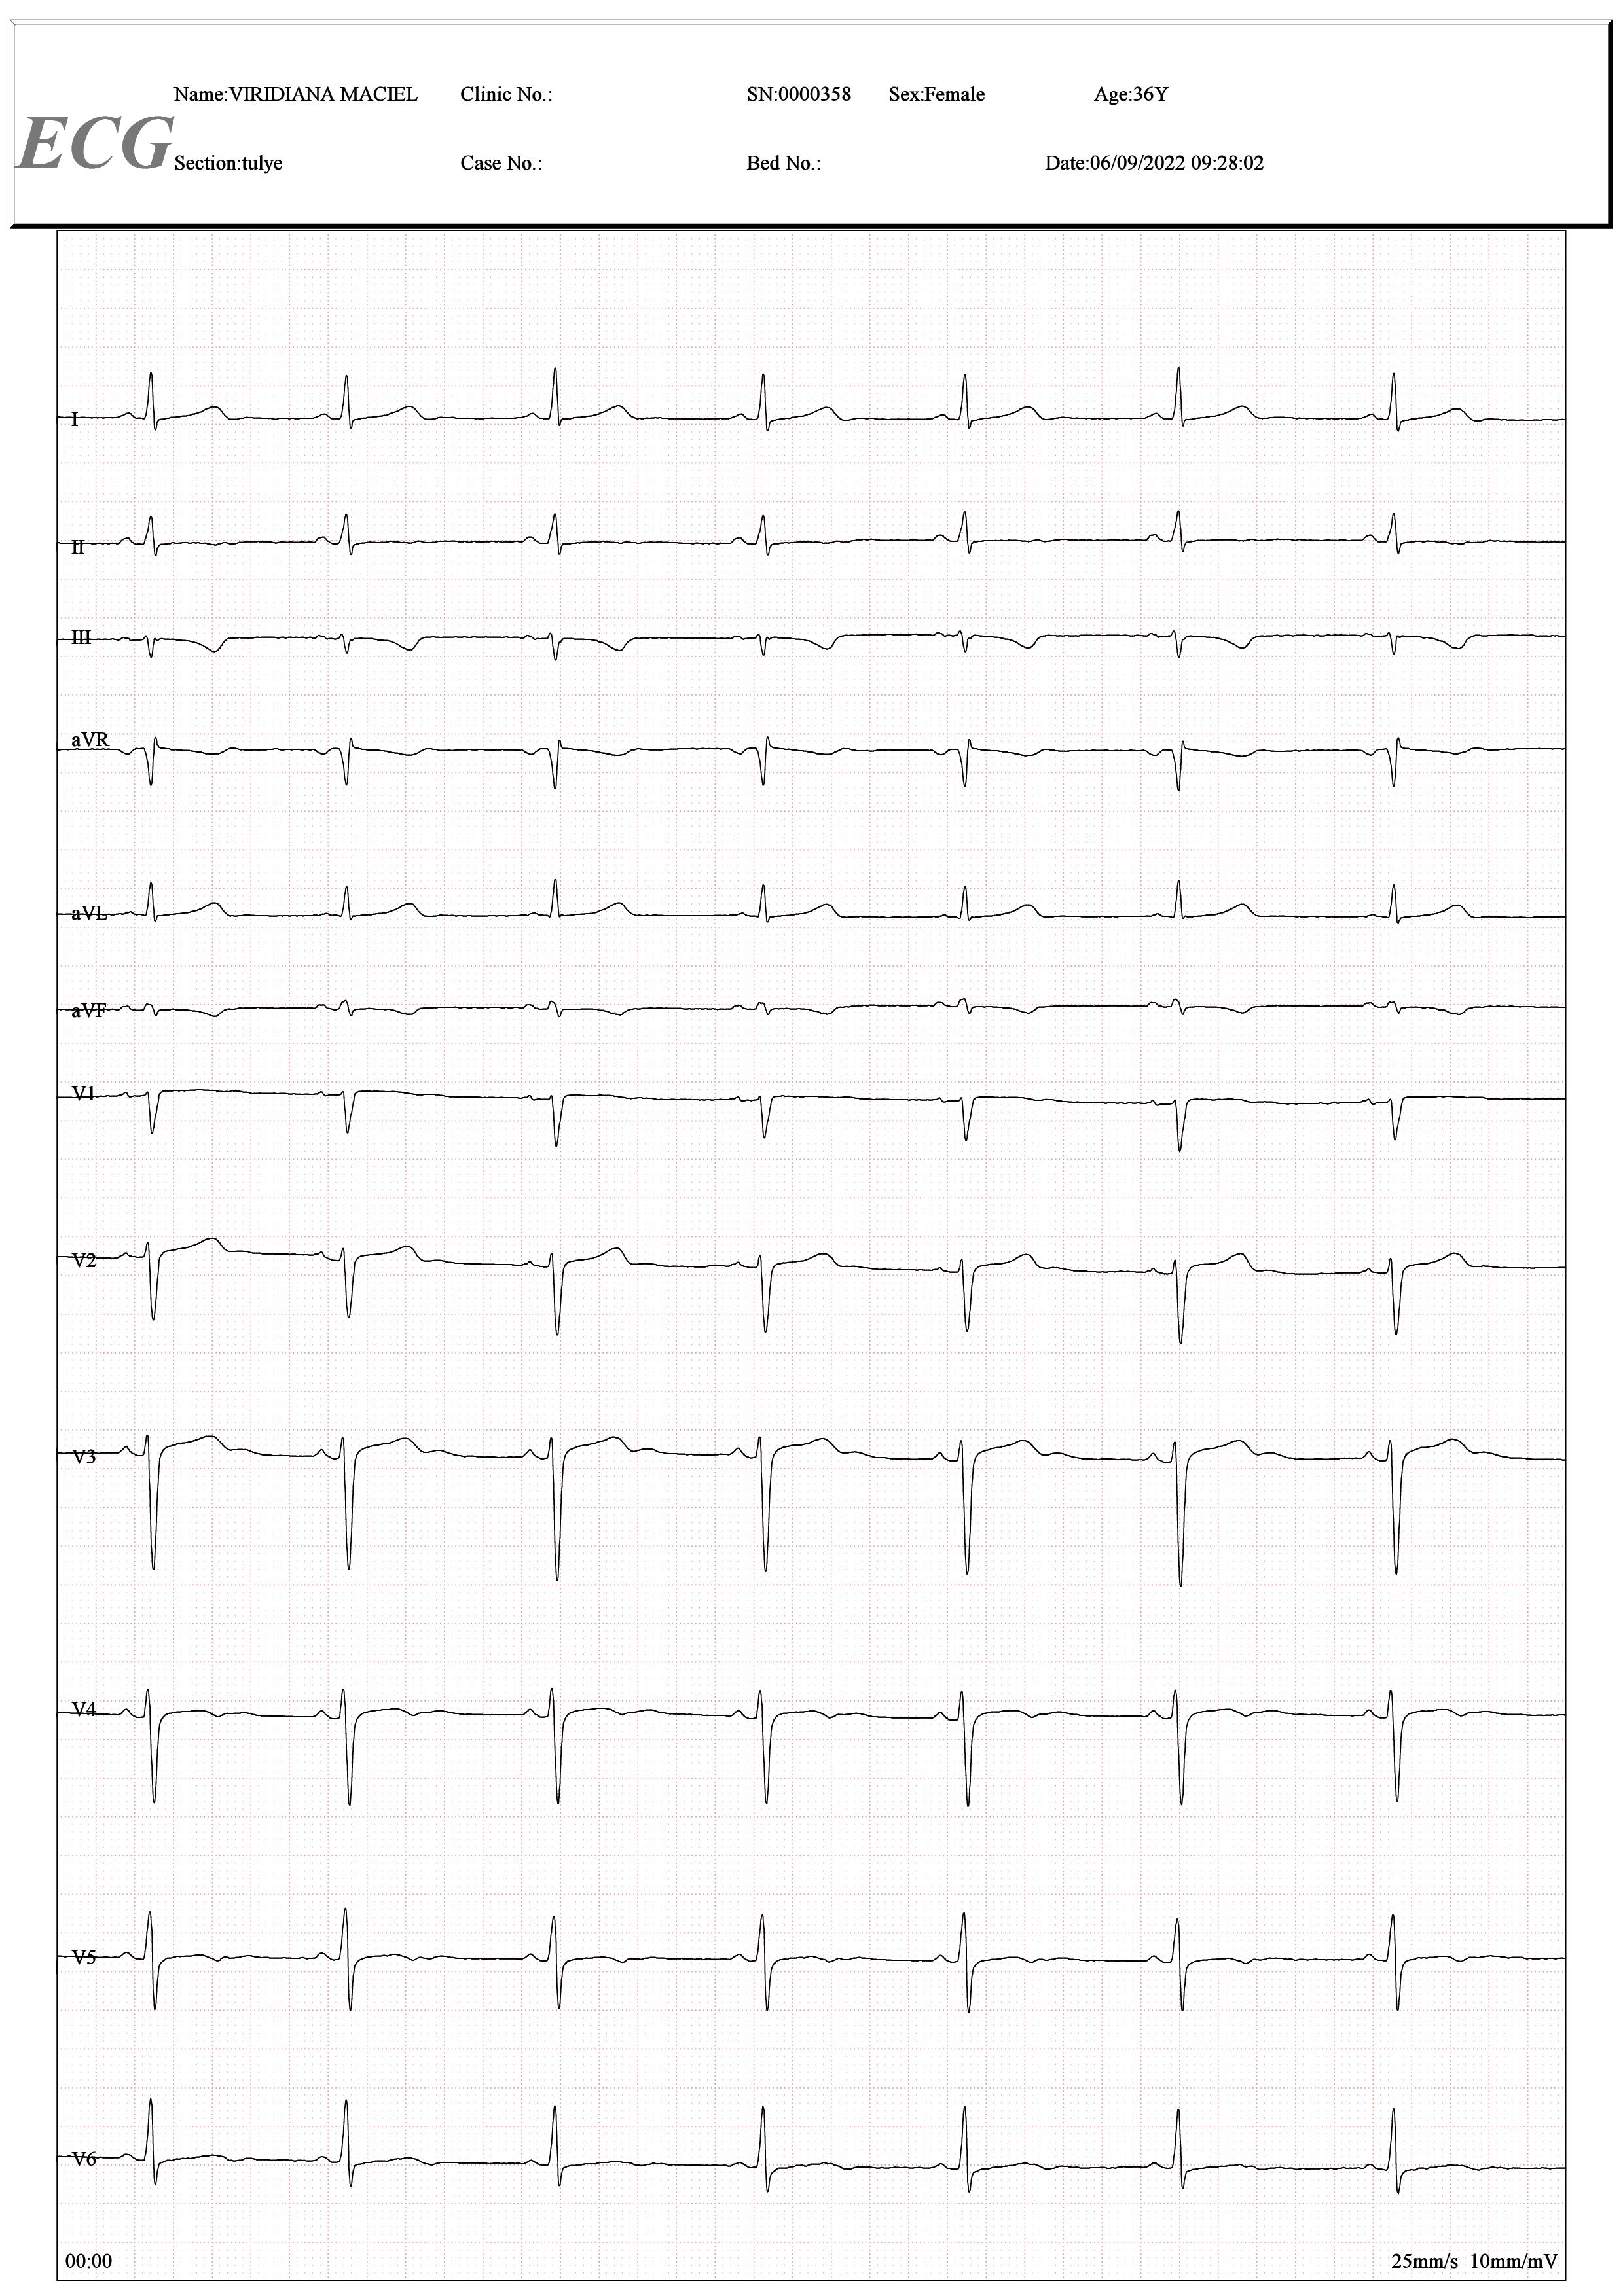 Name:VIRIDIANA MACIEL Clinic No.: SN:0000358 Sex:Female Age:36Y
ECG
Section:tulye Case No.: Bed No.: Date:06/09/2022 09:28:02
I
II
III
aVR
aVL
aVF
V1
V2
V3
V4
V5
V6
00:00 25mm/s 10mm/mV